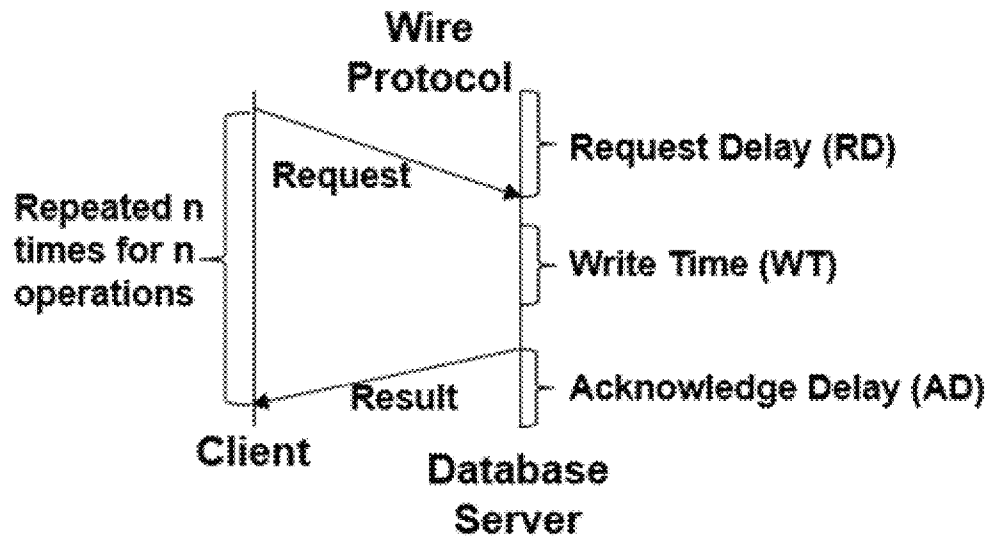 Wire
Protocol
Request Delay (RD)
Request
Repeated n
times for n
operations
Write Time (WT)
Result
Acknowledge Delay (AD)
Client
Database
Server